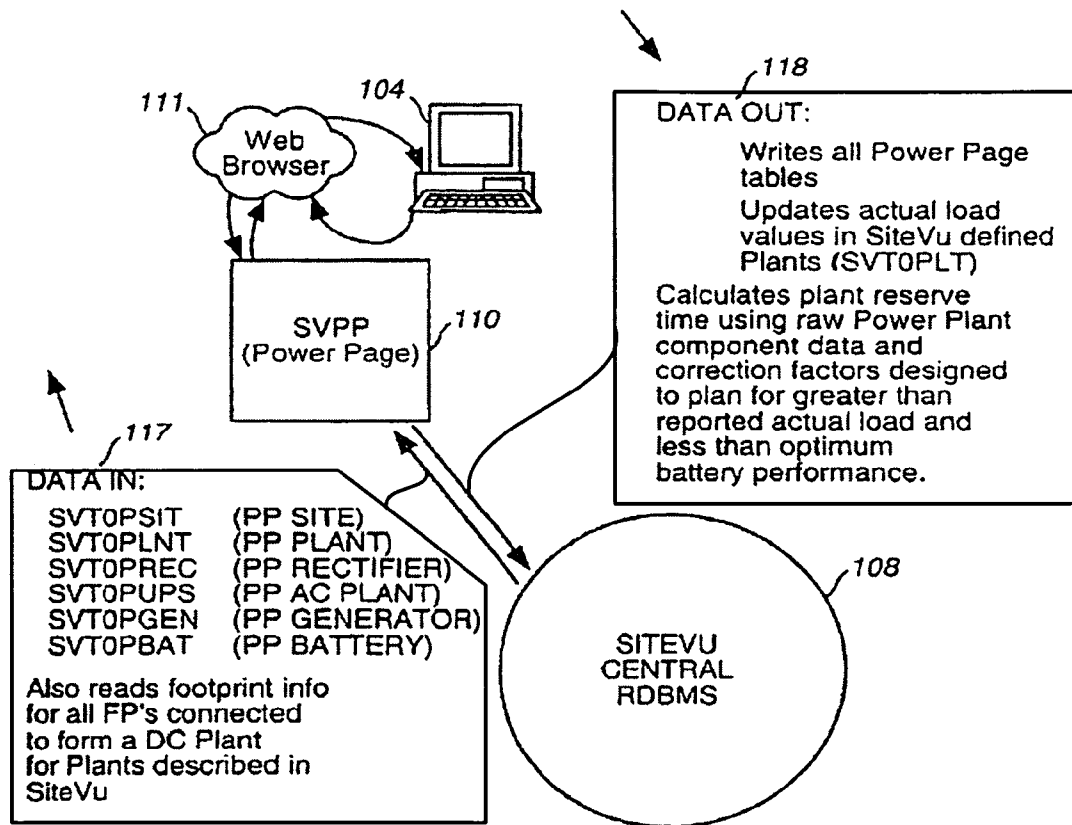 111
Web
Browser
104
118
DATA OUT:
Writes all Power Page
tables
Updates actual load
values in SiteVu defined
Plants (SVT0PLT)
Calculates plant reserve
time using raw Power Plant
component data and
correction factors designed
to plan for greater than
reported actual load and
less than optimum
battery performance.
SVPP
(Power Page)
110
117
DATA IN:
SVT0PSIT (PP SITE)
SVT0PLNT (PP PLANT)
SVT0PREC (PP RECTIFIER)
SVT0PUPS (PP AC PLANT)
SVT0PGEN (PP GENERATOR)
SVT0PBAT (PP BATTERY)
Also reads footprint info
for all FP's connected
to form a DC Plant
for Plants described in
SiteVu
108
SITEVU
CENTRAL
RDBMS